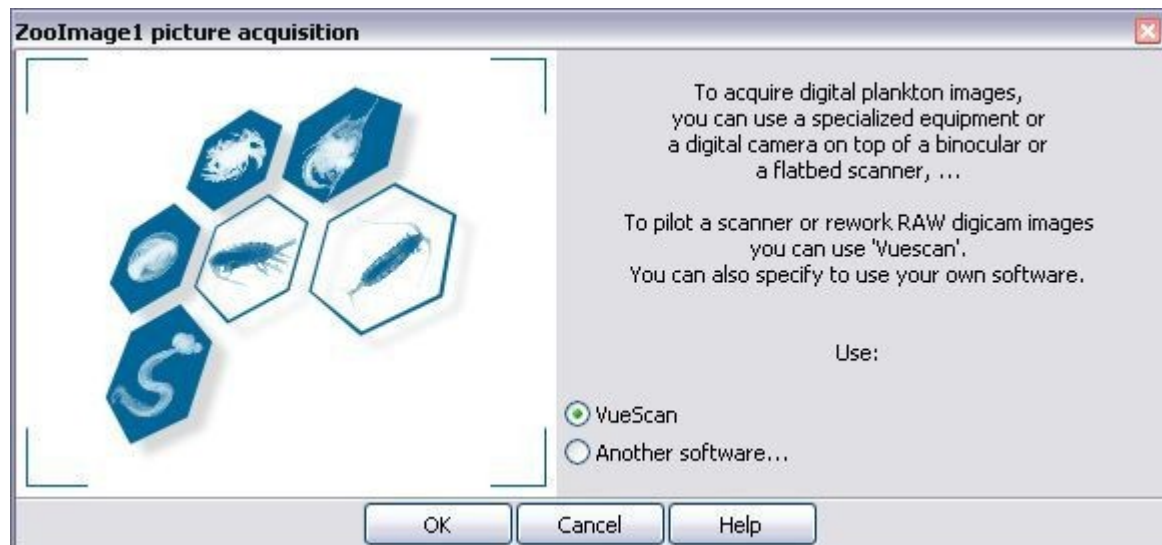 ZooImage1 picture acquisition
To acquire digital plankton images,
you can use a specialized equipment or
a digital camera on top of a binocular or
a flatbed scanner, ...
To pilot a scanner or rework RAW digicam images
you can use 'Vuescan'.
You can also specify to use your own software.
Use:
VueScan
Another software...
OK
Cancel
Help